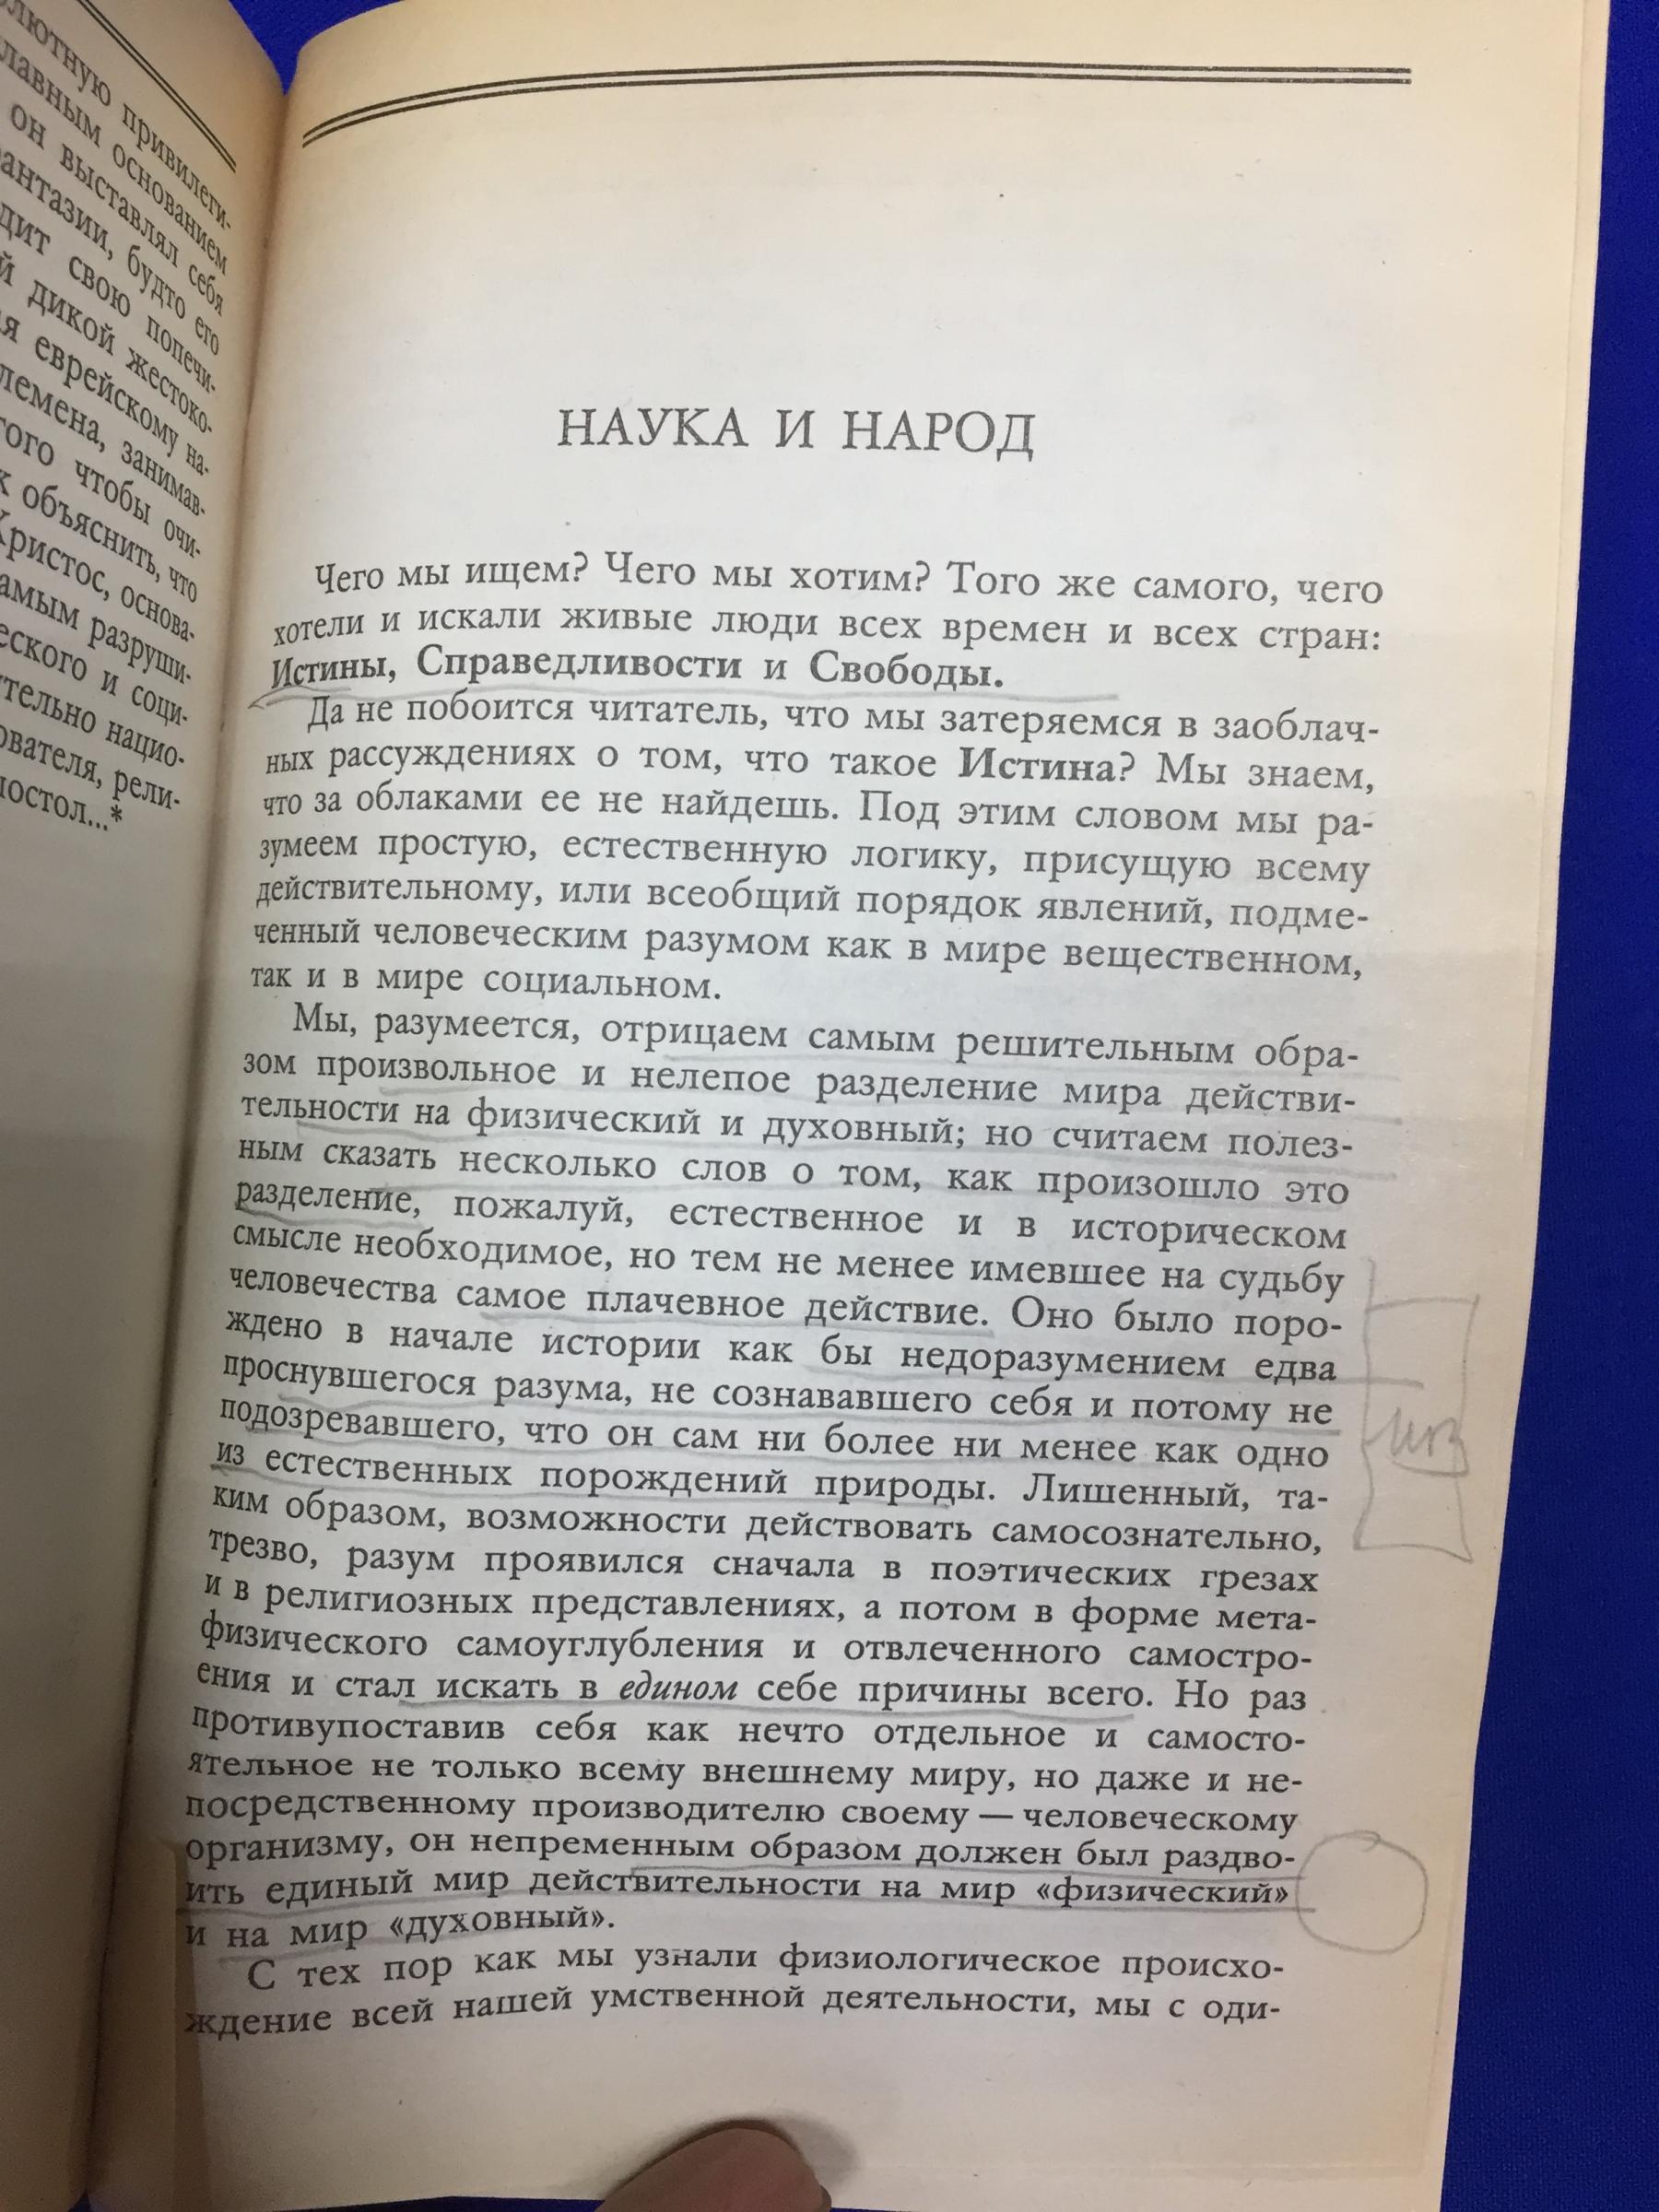 привилеги-
основанием
он выставлял себя
будто его
свою попечи-
дикой жестоко-
еврейскому на-
занимав-
чтобы очи-
объяснить, что
основа-
разруши-
и соци-
нацио-
рели-
НАУКА И НАРОД
Чего мы ищем? Чего мы хотим? Того же самого, чего
хотели и искали живые люди всех времен и всех стран:
Истины, Справедливости и Свободы.
Да не побоится читатель, что мы затеряемся в заоблач-
ных рассуждениях о том, что такое Истина? Мы знаем,
что за облаками ее не найдешь. Под этим словом мы ра-
зумеем простую, естественную логику, присущую всему
действительному, или всеобщий порядок явлений, подме-
ченный человеческим разумом как в мире вещественном,
так и в мире социальном.
Мы, разумеется, отрицаем самым решительным обра-
зом произвольное и нелепое разделение мира действи-
тельности на физический и духовный; но считаем полез-
ным сказать несколько слов о том, как произошло это
разделение, пожалуй, естественное и в историческом
смысле необходимое, но тем не менее имевшее на судьбу
человечества самое плачевное действие. Оно было поро-
ждено в начале истории как бы недоразумением едва
проснувшегося разума, не сознававшего себя и потому не
подозревавшего, что он сам ни более ни менее как одно
из естественных порождений природы. Лишенный, та-
ким образом, возможности действовать самосознательно,
трезво, разум проявился сначала в поэтических грезах
и в религиозных представлениях, а потом в форме мета-
физического самоуглубления и отвлеченного самостро-
ения и стал искать в едином себе причины всего. Но раз
противупоставив себя как нечто отдельное и самосто-
ятельное не только всему внешнему миру, но даже и не-
посредственному производителю своему — человеческому
организму, он непременным образом должен был раздво-
ить единый мир действительности на мир «физический»
и на мир «духовный».
С тех пор как мы узнали физиологическое происхо-
ждение всей нашей умственной деятельности, мы с оди-